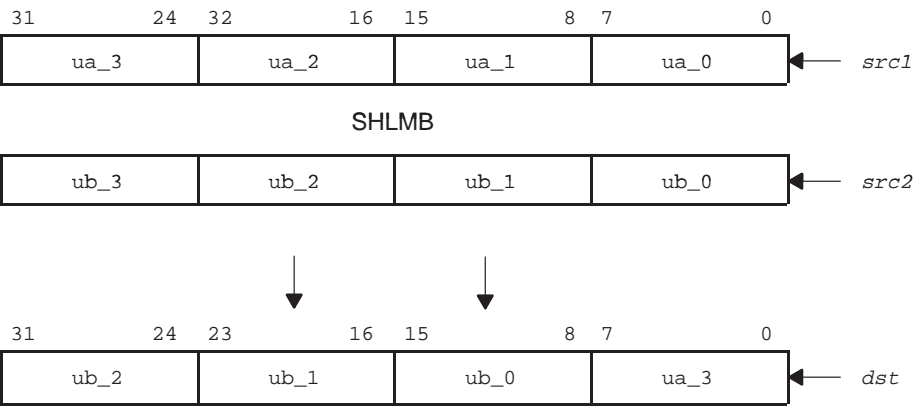 31 24 32 16 15 8 7 0
ua_3 ua_2 ua_1 ua_0 src1
SHLMB
ub_3 ub_2 ub_1 ub_0 src2
31 24 23 16 15 8 7 0
ub_2 ub_1 ub_0 ua_3 dst